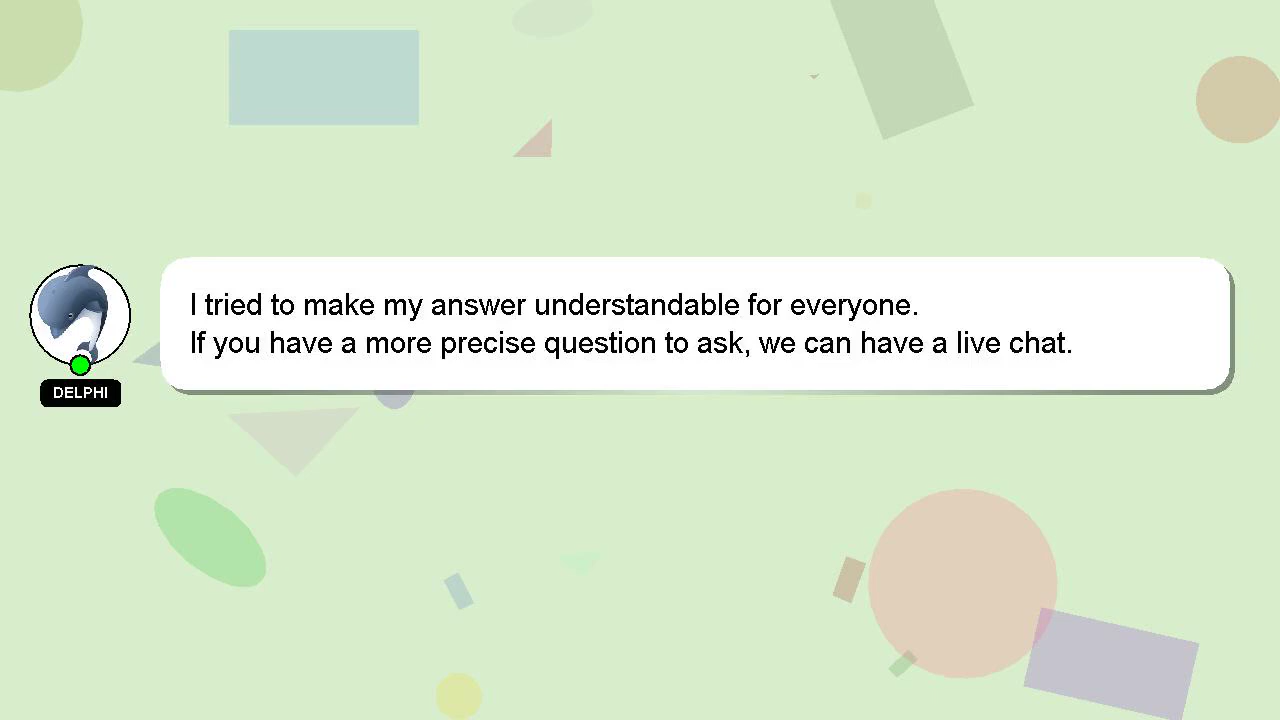 I tried to make my answer understandable for everyone.
If you have a more precise question to ask, we can have a live chat.
DELPHI